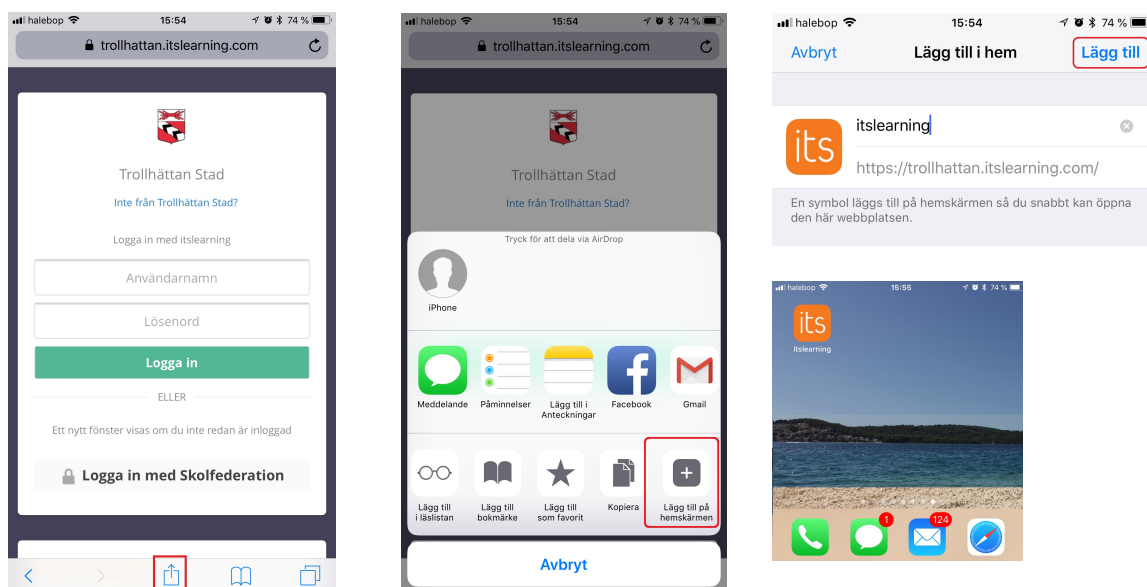 halebop 15:54 74 %
trollhattan.itslearning.com
Trollhättan Stad
Inte från Trollhättan Stad?
Logga in med itslearning
Användarnamn
Lösenord
Logga in
ELLER
Ett nytt fönster visas om du inte redan är inloggad
Logga in med Skolfederation
halebop 15:54 74 %
trollhattan.itslearning.com
Trollhättan Stad
Inte från Trollhättan Stad?
Tryck för att dela via AirDrop
iPhone
Meddelande Påminnelser Lägg till i Facebook Gmail
Anteckningar
Lägg till Lägg till Lägg till Kopiera Lägg till på
i läslistan bokmärke som favorit hemskärmen
Avbryt
halebop 15:54 74 %
Avbryt Lägg till i hem Lägg till
its itslearning
https://trollhattan.itslearning.com/
En symbol läggs till på hemskärmen så du snabbt kan öppna
den här webbplatsen.
halebop 15:55 74 %
its
itslearning
1 124